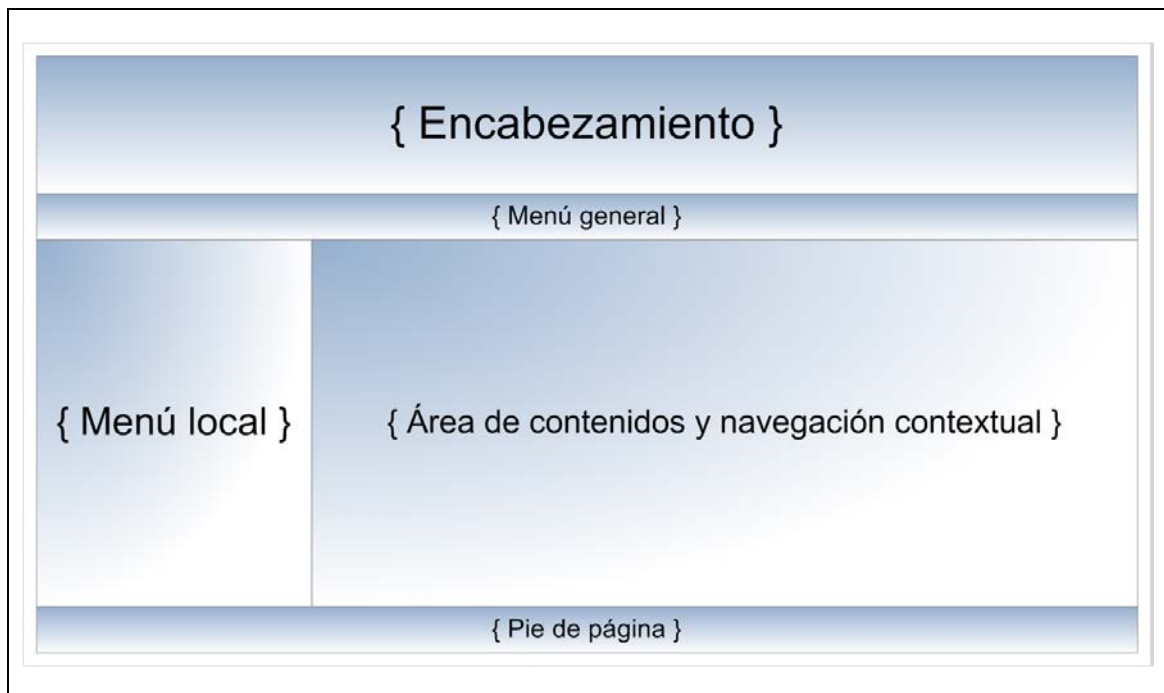 { Encabezamiento }
{ Menú general }
{ Menú local }
{ Área de contenidos y navegación contextual }
{ Pie de página }